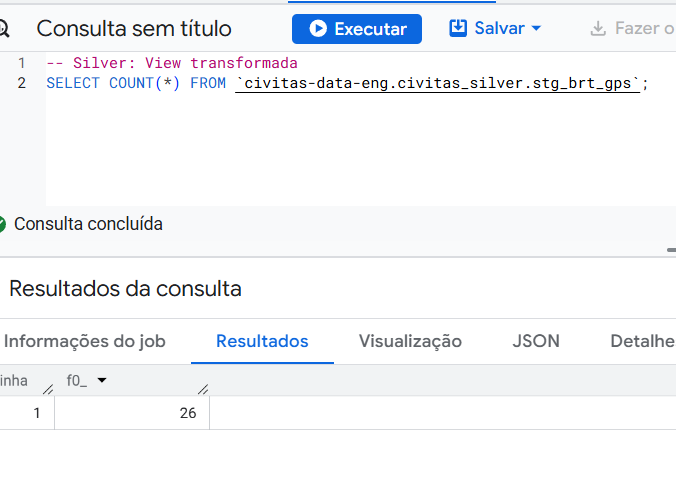 Consulta sem título
Executar
Salvar
Fazer o
1 -- Silver: View transformada
2 SELECT COUNT(*) FROM `civitas-data-eng.civitas_silver.stg_brt_gps`;
Consulta concluída
Resultados da consulta
Informações do job
Resultados
Visualização
JSON
Detalhe
inha
f0_
1
26